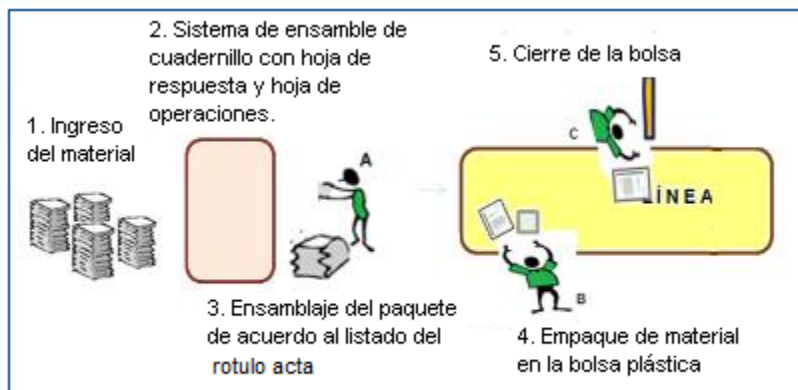 1. Ingreso
del material
2. Sistema de ensamble de
cuadernillo con hoja de
respuesta y hoja de
operaciones.
A
3. Ensamblaje del paquete
de acuerdo al listado del
rotulo acta
5. Cierre de la bolsa
C
LÍNEA
B
4. Empaque de material
en la bolsa plástica